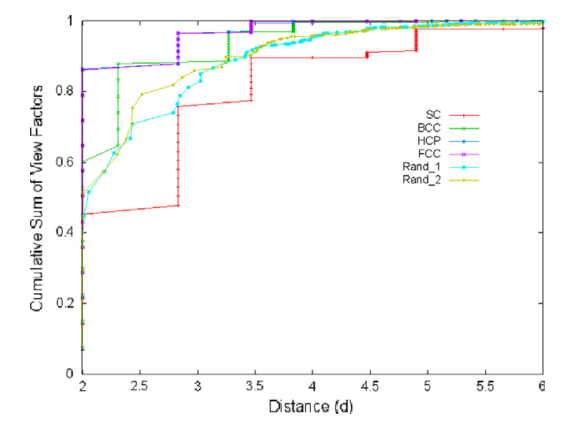 1
0.8
0.6
0.4
0.2
0
Cumulative Sum of View Factors
SC
BCC
HCP
FCC
Rand_1
Rand_2
2 2.5 3 3.5 4 4.5 5 5.5 6
Distance (d)